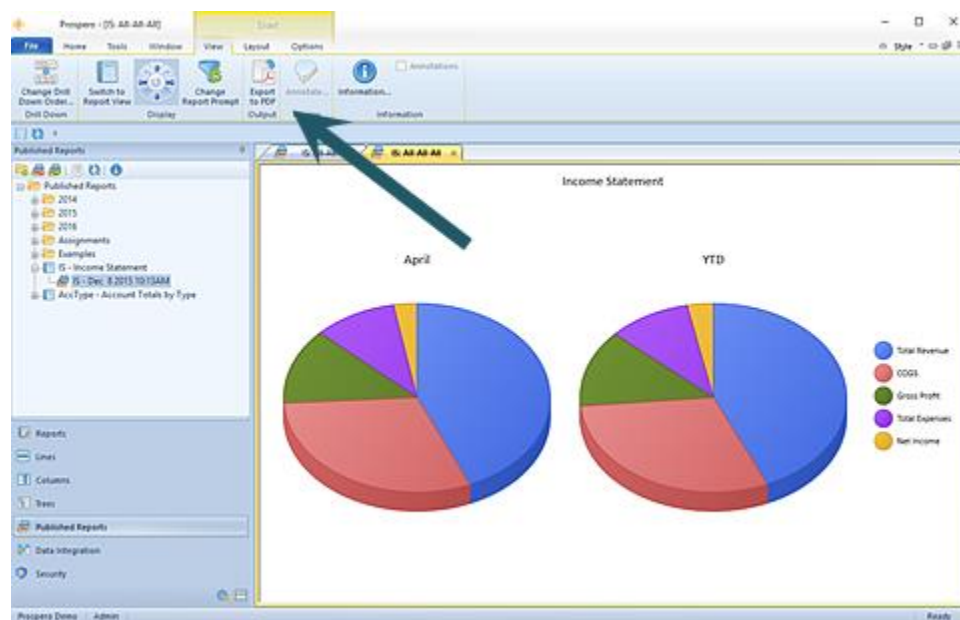 Prospero - [IS: All-All-All]
File Home Tools Window View Layout Options
Style
Change Drill Down Order...
Switch to Report View
Change Report Prompt
Export to PDF
Annotate...
Information...
Annotations
Drill Down Display Output Information
Published Reports
IS: All-All-All
Published Reports
2014
2015
2016
Assignments
Examples
IS - Income Statement
IS - Dec 8 2015 10:13AM
AccType - Account Totals by Type
Reports
Lines
Columns
Trees
Published Reports
Data Integration
Security
Income Statement
April YTD
Total Revenue
COGS
Gross Profit
Total Expenses
Net Income
Prospero Demo Admin Ready